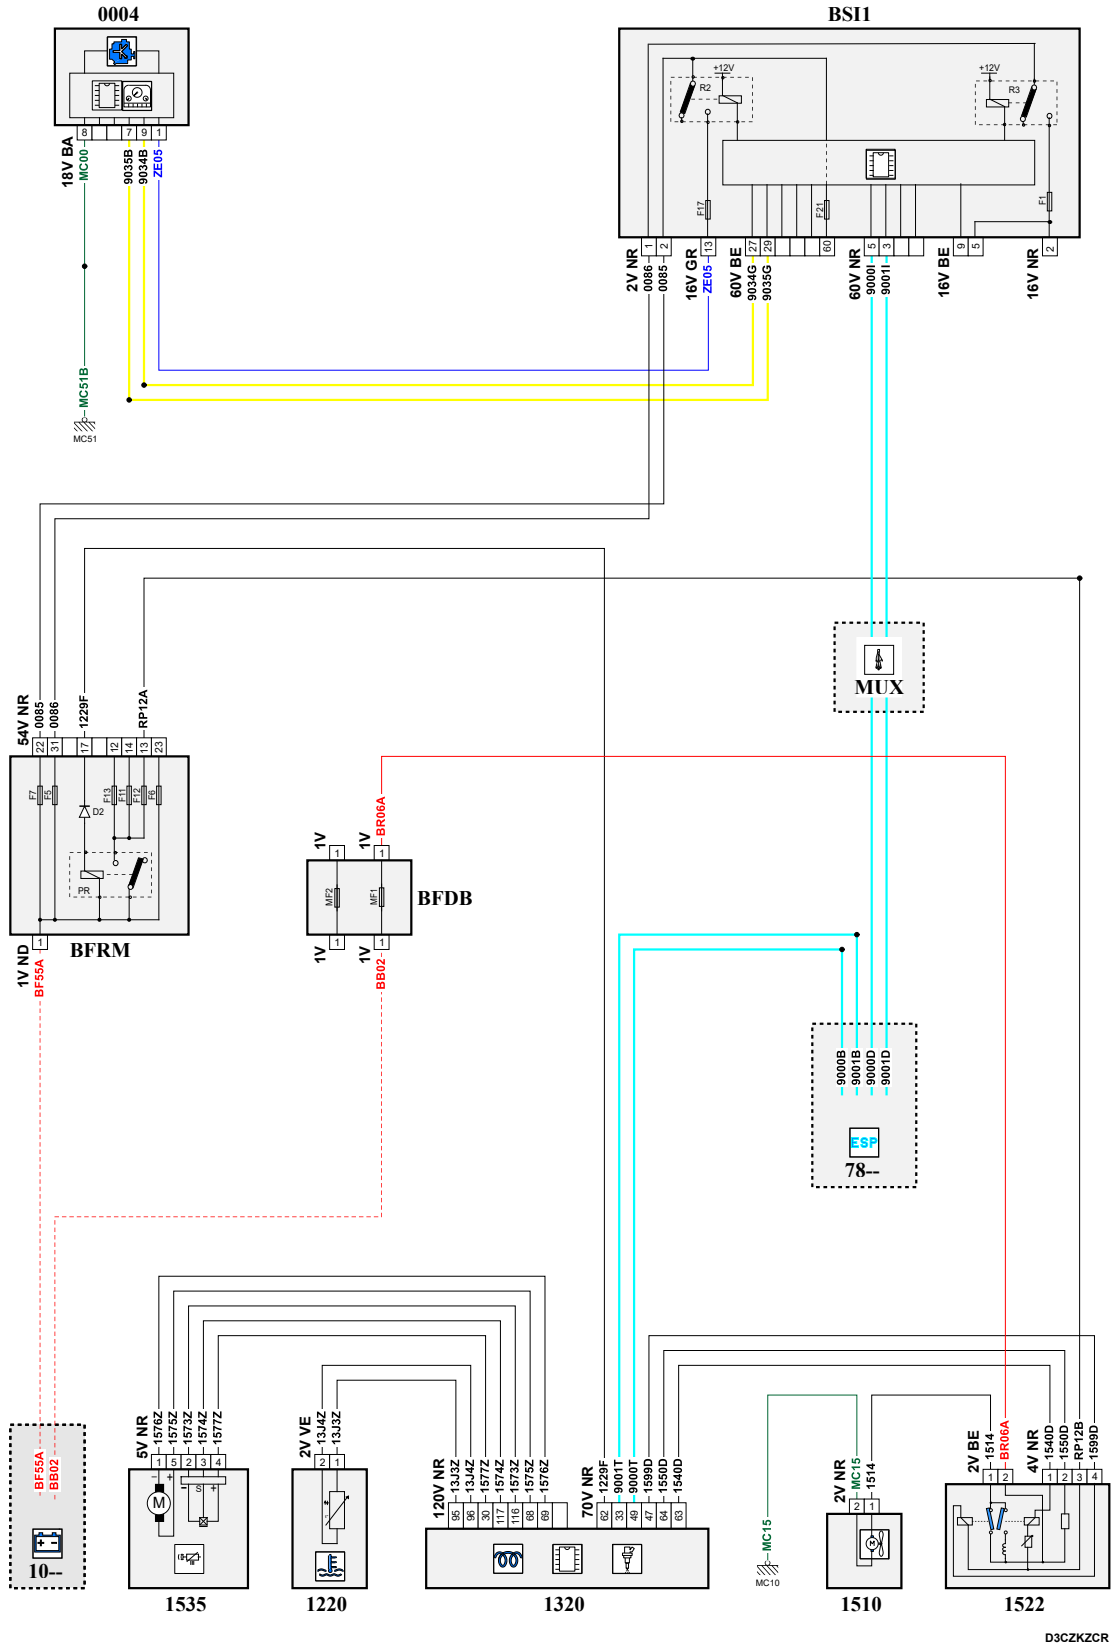 0004
BSI1
+12V
R2
+12V
R3
F17
F21
F1
8
7
9
1
18V BA
MC00
9035B
9034B
ZE05
1
2
13
27
29
60
5
3
9
5
2
2V NR
0086
0085
16V GR
ZE05
60V BE
9034G
9035G
60V NR
9000I
9001I
16V BE
16V NR
MC51B
MC51
MUX
54V NR
0085
0086
1229F
RP12A
22
31
17
12
14
13
23
F7
F5
D2
F13
F11
F12
F6
PR
1
BFRM
1V ND
BF55A
BR06A
1V
1
1V
1
MF2
MF1
BFDB
1V
1
1V
1
BB02
9000B
9001B
9000D
9001D
ESP
78--
BF55A
BB02
10--
5V NR
1576Z
1575Z
1573Z
1574Z
1577Z
1
5
2
3
4
-
+
-
S
+
M
1535
2V VE
13J4Z
13J3Z
2
1
1220
120V NR
13J3Z
13J4Z
1577Z
1574Z
1573Z
1575Z
1576Z
95
96
30
117
116
68
69
70V NR
1229F
9001T
9000T
1599D
1550D
1540D
62
33
49
47
64
63
1320
MC15
MC10
2V NR
MC15
1514
2
1
M
1510
2V BE
1514
BR06A
1
2
4V NR
1540D
1550D
RP12B
1599D
1
2
3
4
1522
D3CZKZCR